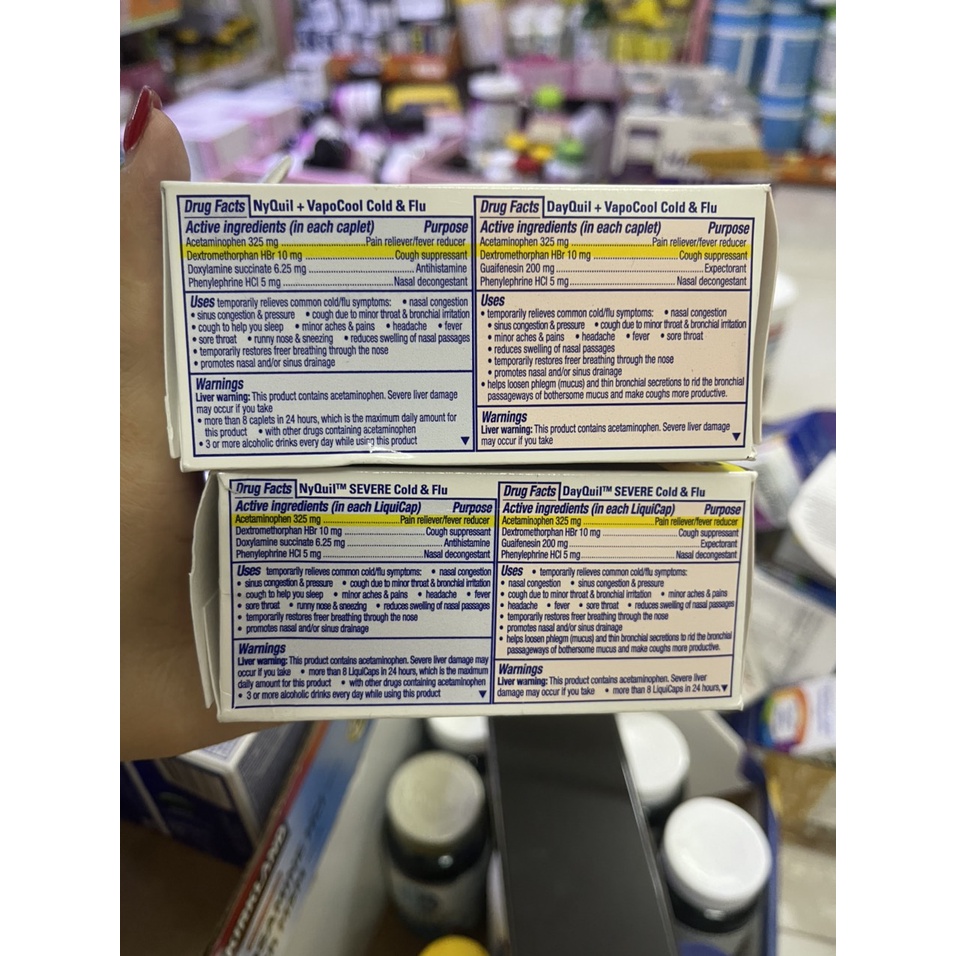 Drug Facts NyQuil + VapoCool Cold & Flu
Active ingredients (in each caplet) Purpose
Acetaminophen 325 mg ........ Pain reliever/fever reducer
Dextromethorphan HBr 10 mg ........ Cough suppressant
Doxylamine succinate 6.25 mg ........ Antihistamine
Phenylephrine HCl 5 mg ........ Nasal decongestant
Uses temporarily relieves common cold/flu symptoms: • nasal congestion
• sinus congestion & pressure • cough due to minor throat & bronchial irritation
• cough to help you sleep • minor aches & pains • headache • fever
• sore throat • runny nose & sneezing • reduces swelling of nasal passages
• temporarily restores freer breathing through the nose
• promotes nasal and/or sinus drainage
Warnings
Liver warning: This product contains acetaminophen. Severe liver damage
may occur if you take
• more than 8 caplets in 24 hours, which is the maximum daily amount for
this product • with other drugs containing acetaminophen
• 3 or more alcoholic drinks every day while using this product
Drug Facts DayQuil + VapoCool Cold & Flu
Active ingredients (in each caplet) Purpose
Acetaminophen 325 mg ........ Pain reliever/fever reducer
Dextromethorphan HBr 10 mg ........ Cough suppressant
Guaifenesin 200 mg ........ Expectorant
Phenylephrine HCl 5 mg ........ Nasal decongestant
Uses
• temporarily relieves common cold/flu symptoms: • nasal congestion
• sinus congestion & pressure • cough due to minor throat & bronchial irritation
• minor aches & pains • headache • fever • sore throat
• reduces swelling of nasal passages
• temporarily restores freer breathing through the nose
• promotes nasal and/or sinus drainage
• helps loosen phlegm (mucus) and thin bronchial secretions to rid the bronchial
passageways of bothersome mucus and make coughs more productive.
Warnings
Liver warning: This product contains acetaminophen. Severe liver damage
may occur if you take
Drug Facts NyQuil™ SEVERE Cold & Flu
Active ingredients (in each LiquiCap) Purpose
Acetaminophen 325 mg ........ Pain reliever/fever reducer
Dextromethorphan HBr 10 mg ........ Cough suppressant
Doxylamine succinate 6.25 mg ........ Antihistamine
Phenylephrine HCl 5 mg ........ Nasal decongestant
Uses temporarily relieves common cold/flu symptoms: • nasal congestion
• sinus congestion & pressure • cough due to minor throat & bronchial irritation
• cough to help you sleep • minor aches & pains • headache • fever
• sore throat • runny nose & sneezing • reduces swelling of nasal passages
• temporarily restores freer breathing through the nose
• promotes nasal and/or sinus drainage
Warnings
Liver warning: This product contains acetaminophen. Severe liver damage may
occur if you take • more than 8 LiquiCaps in 24 hours, which is the maximum
daily amount for this product • with other drugs containing acetaminophen
• 3 or more alcoholic drinks every day while using this product
Drug Facts DayQuil™ SEVERE Cold & Flu
Active ingredients (in each LiquiCap) Purpose
Acetaminophen 325 mg ........ Pain reliever/fever reducer
Dextromethorphan HBr 10 mg ........ Cough suppressant
Guaifenesin 200 mg ........ Expectorant
Phenylephrine HCl 5 mg ........ Nasal decongestant
Uses • temporarily relieves common cold/flu symptoms:
• nasal congestion • sinus congestion & pressure
• cough due to minor throat & bronchial irritation • minor aches & pains
• headache • fever • sore throat • reduces swelling of nasal passages
• temporarily restores freer breathing through the nose
• promotes nasal and/or sinus drainage
• helps loosen phlegm (mucus) and thin bronchial secretions to rid the bronchial
passageways of bothersome mucus and make coughs more productive.
Warnings
Liver warning: This product contains acetaminophen. Severe liver
damage may occur if you take • more than 8 LiquiCaps in 24 hours,